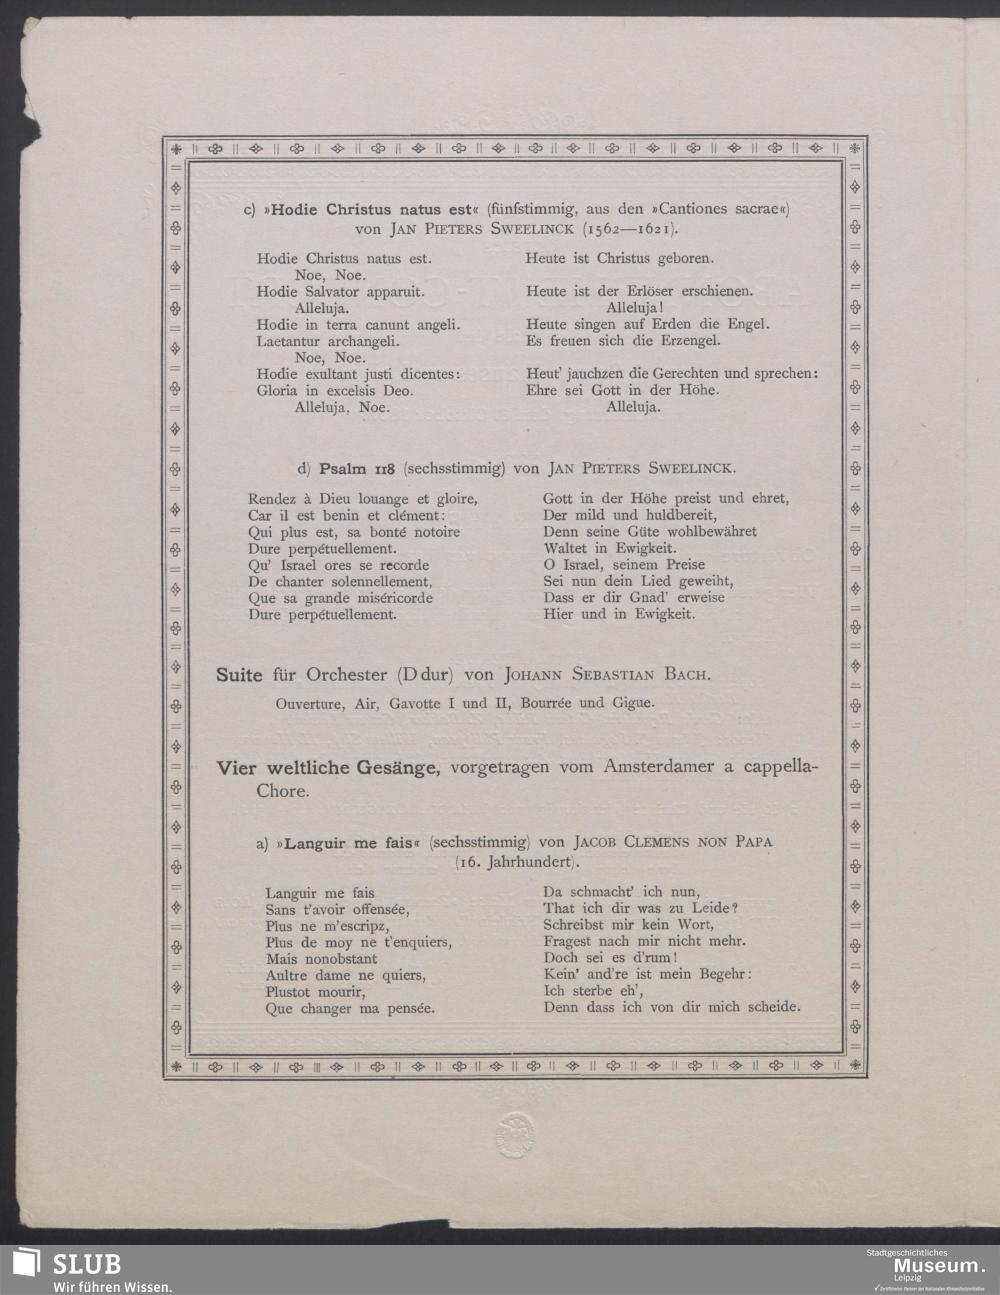 c) »Hodie Christus natus est« (fünfstimmig, aus den »Cantiones sacrae«)
von JAN PIETERS SWEELINCK (1562—1621).
Hodie Christus natus est.
Noe, Noe.
Hodie Salvator apparuit.
Alleluja.
Hodie in terra canunt angeli.
Laetantur archangeli.
Noe, Noe.
Hodie exultant justi dicentes:
Gloria in excelsis Deo.
Alleluja, Noe.
Heute ist Christus geboren.
Heute ist der Erlöser erschienen.
Alleluja!
Heute singen auf Erden die Engel.
Es freuen sich die Erzengel.
Heut' jauchzen die Gerechten und sprechen:
Ehre sei Gott in der Höhe.
Alleluja.
d) Psalm 118 (sechsstimmig) von JAN PIETERS SWEELINCK.
Rendez à Dieu louange et gloire,
Car il est benin et clément:
Qui plus est, sa bonté notoire
Dure perpétuellement.
Qu' Israel ores se recorde
De chanter solennellement,
Que sa grande miséricorde
Dure perpétuellement.
Gott in der Höhe preist und ehret,
Der mild und huldbereit,
Denn seine Güte wohlbewähret
Waltet in Ewigkeit.
O Israel, seinem Preise
Sei nun dein Lied geweiht,
Dass er dir Gnad' erweise
Hier und in Ewigkeit.
Suite für Orchester (D dur) von JOHANN SEBASTIAN BACH.
Ouverture, Air, Gavotte I und II, Bourrée und Gigue.
Vier weltliche Gesänge, vorgetragen vom Amsterdamer a cappella-
Chore.
a) »Languir me fais« (sechsstimmig) von JACOB CLEMENS NON PAPA
(16. Jahrhundert).
Languir me fais
Sans t'avoir offensée,
Plus ne m'escripz,
Plus de moy ne t'enquiers,
Mais nonobstant
Aultre dame ne quiers,
Plustot mourir,
Que changer ma pensée.
Da schmacht' ich nun,
That ich dir was zu Leide?
Schreibst mir kein Wort,
Fragest nach mir nicht mehr.
Doch sei es d'rum!
Kein' and're ist mein Begehr:
Ich sterbe eh',
Denn dass ich von dir mich scheide.
SLUB
Wir führen Wissen.
Stadtgeschichtliches
Museum.
Leipzig
Zertifizierter Partner der Nationalen Klimaschutzinitiative